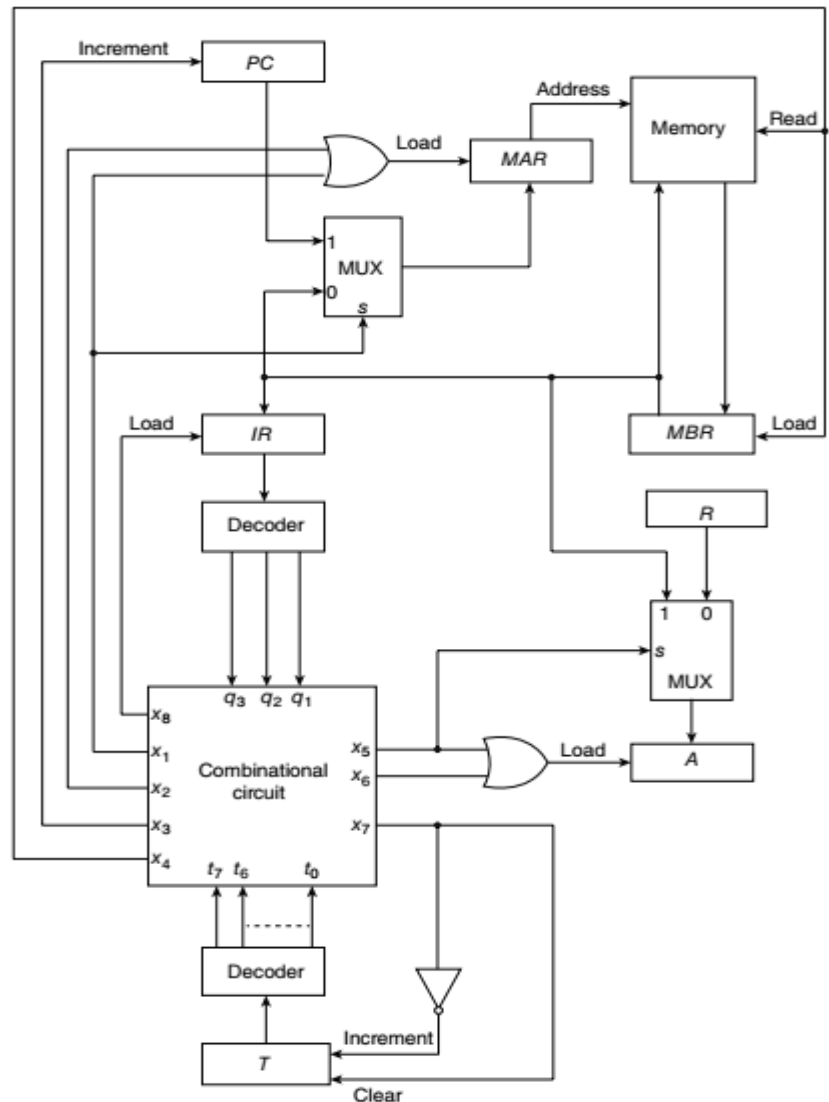 Increment
PC
Address
Memory
Read
Load
MAR
1
MUX
0
s
Load
IR
MBR
Load
Decoder
R
1 0
s
MUX
q3 q2 q1
x8
x1
x2
x3
x4
Combinational
circuit
x5
x6
x7
Load
A
t7 t6 t0
Decoder
Increment
T
Clear